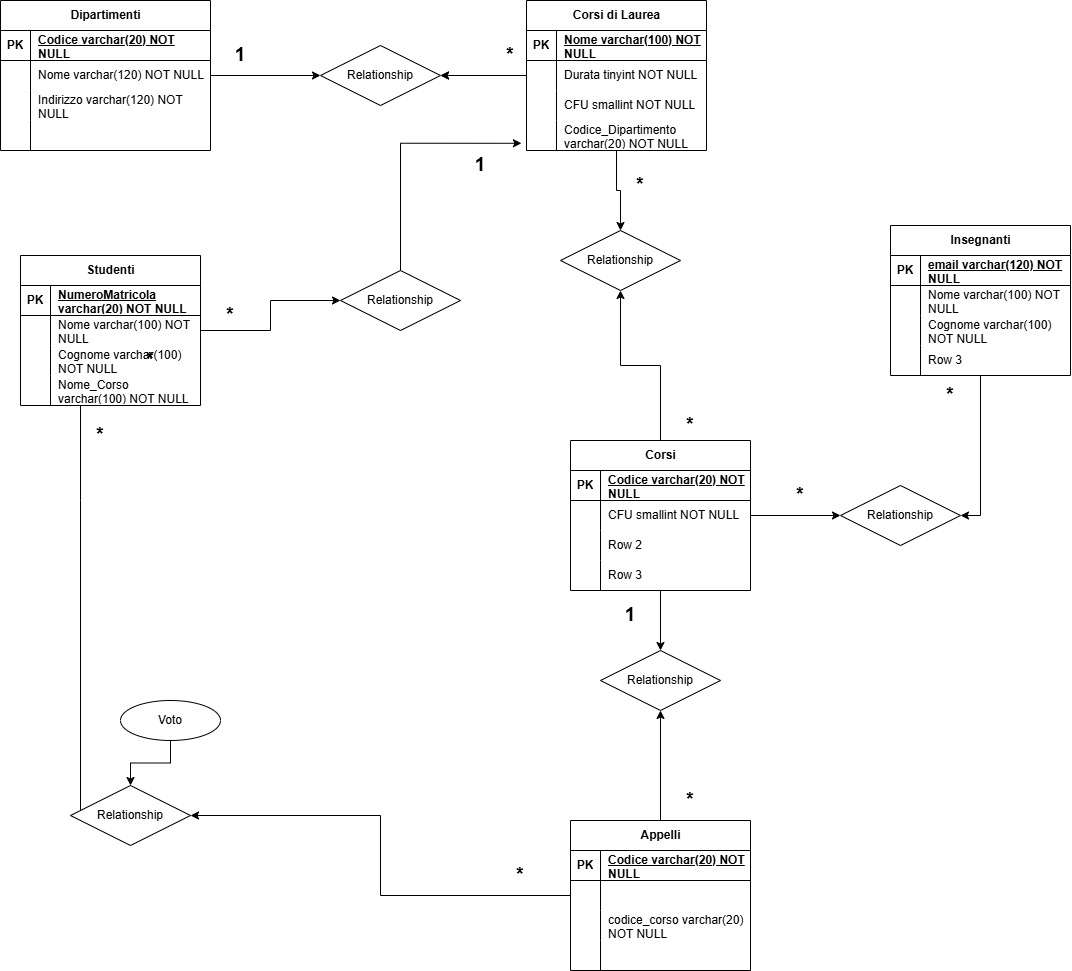 Dipartimenti
PK
Codice varchar(20) NOT
NULL
Nome varchar(120) NOT NULL
Indirizzo varchar(120) NOT
NULL
1
Relationship
*
Corsi di Laurea
PK
Nome varchar(100) NOT
NULL
Durata tinyint NOT NULL
CFU smallint NOT NULL
Codice_Dipartimento
varchar(20) NOT NULL
1
*
Relationship
Studenti
PK
NumeroMatricola
varchar(20) NOT NULL
Nome varchar(100) NOT
NULL
Cognome varchar(100)
NOT NULL
Nome_Corso
varchar(100) NOT NULL
*
*
Relationship
*
Insegnanti
PK
email varchar(120) NOT
NULL
Nome varchar(100) NOT
NULL
Cognome varchar(100)
NOT NULL
Row 3
*
*
Corsi
PK
Codice varchar(20) NOT
NULL
CFU smallint NOT NULL
Row 2
Row 3
*
Relationship
1
Relationship
Voto
Relationship
*
*
Appelli
PK
Codice varchar(20) NOT
NULL
codice_corso varchar(20)
NOT NULL